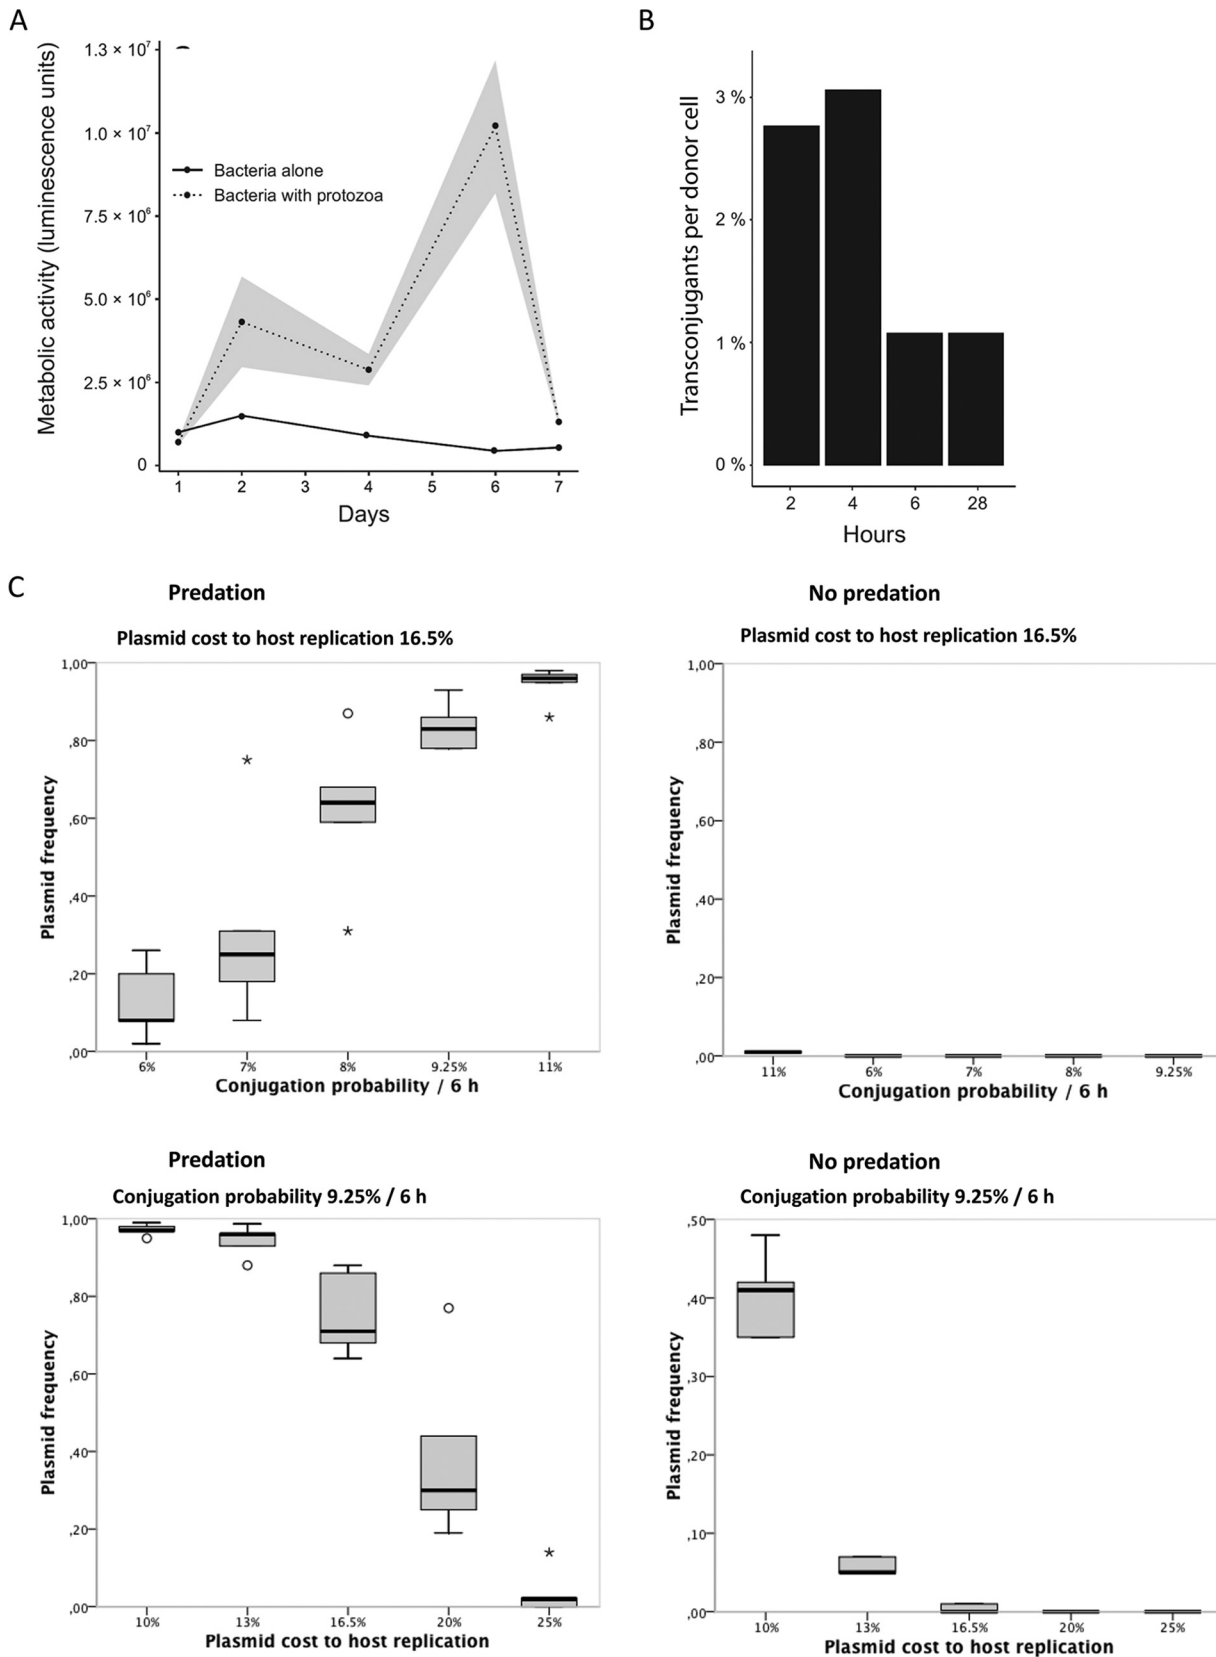 A
Metabolic activity (luminescence units)
1.3 × 10⁷
1.0 × 10⁷
7.5 × 10⁶
5.0 × 10⁶
2.5 × 10⁶
0
Bacteria alone
Bacteria with protozoa
1 2 3 4 5 6 7
Days
B
Transconjugants per donor cell
3 %
2 %
1 %
0 %
2 4 6 28
Hours
C
Predation
Plasmid cost to host replication 16.5%
Plasmid frequency
1,00
,80
,60
,40
,20
,00
6% 7% 8% 9.25% 11%
Conjugation probability / 6 h
No predation
Plasmid cost to host replication 16.5%
Plasmid frequency
1,00
,80
,60
,40
,20
,00
11% 6% 7% 8% 9.25%
Conjugation probability / 6 h
Predation
Conjugation probability 9.25% / 6 h
Plasmid frequency
1,00
,80
,60
,40
,20
,00
10% 13% 16.5% 20% 25%
Plasmid cost to host replication
No predation
Conjugation probability 9.25% / 6 h
Plasmid frequency
,50
,40
,30
,20
,10
,00
10% 13% 16.5% 20% 25%
Plasmid cost to host replication